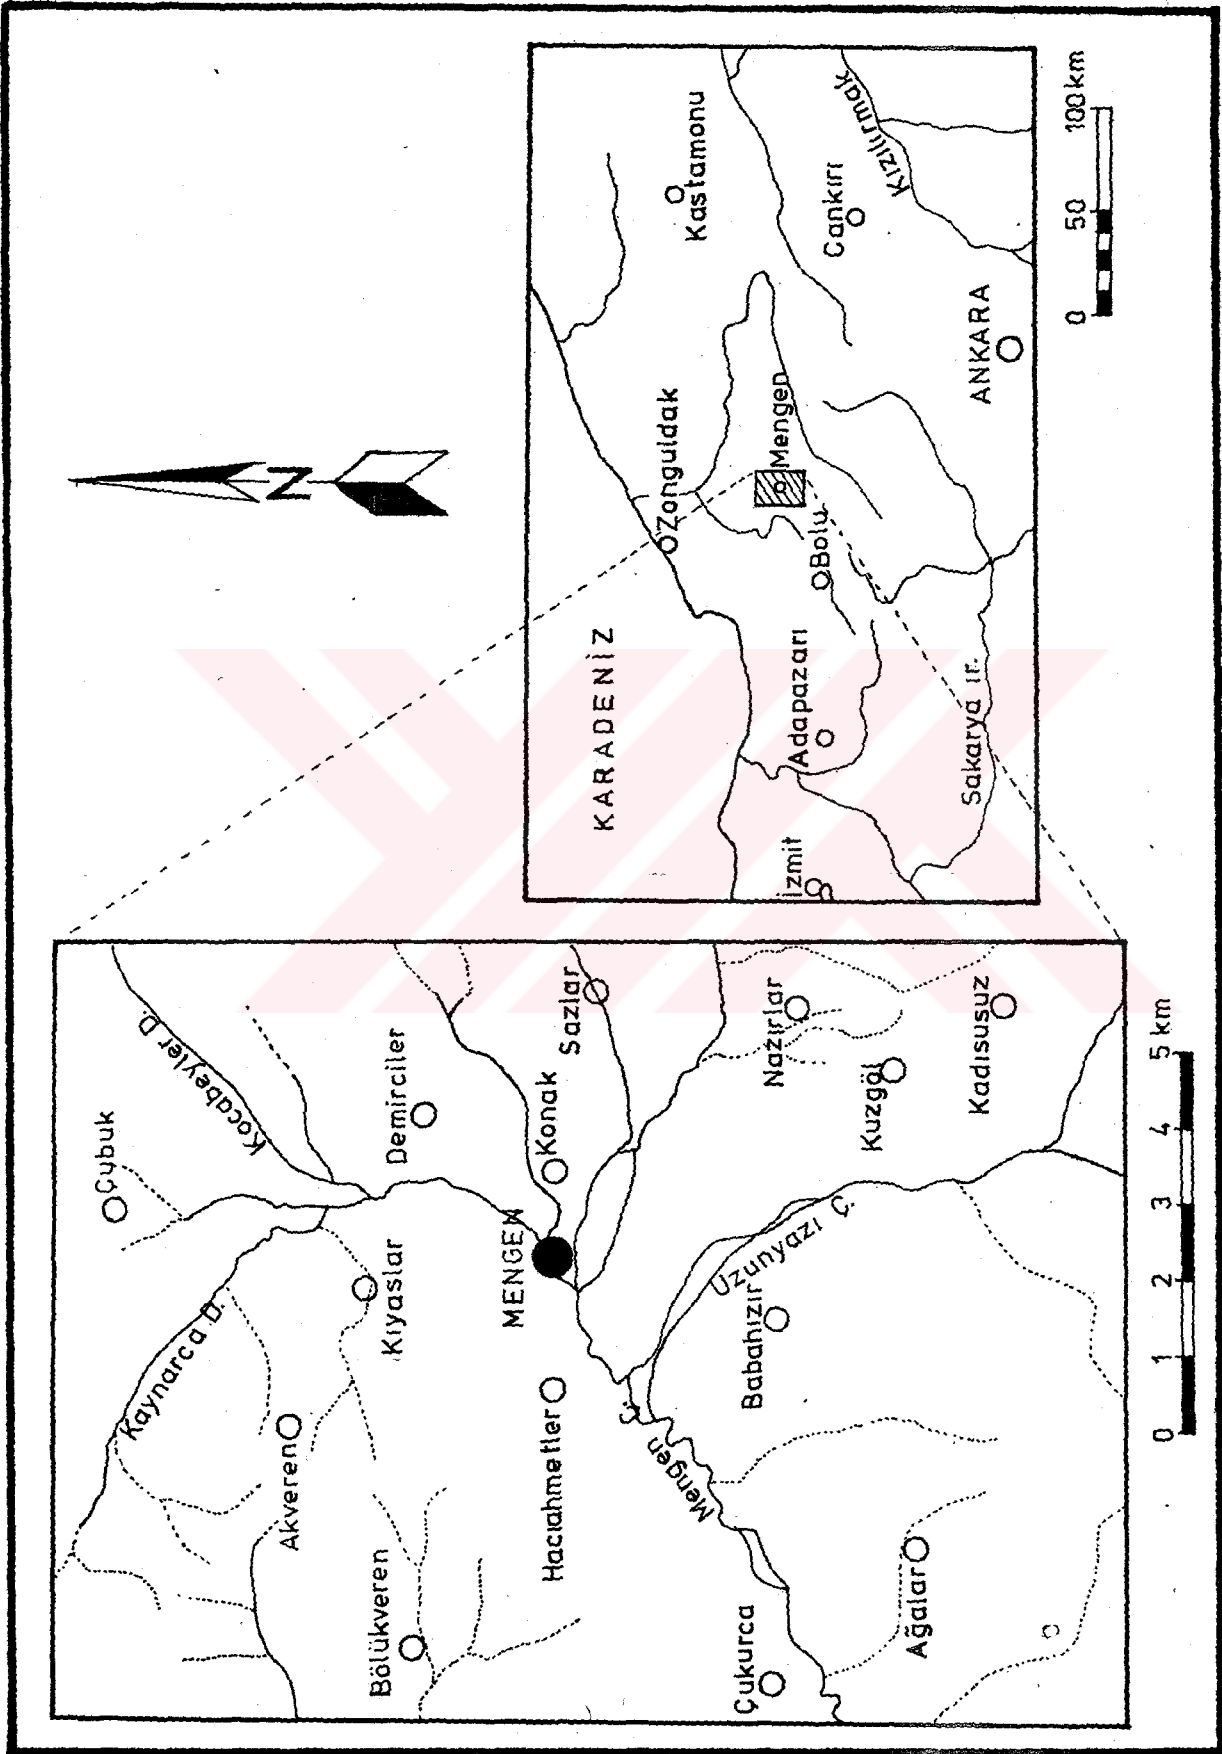 N
KARADENİZ
Zonguldak
Kastamonu
Mengen
Bolu
Adapazarı
İzmit
Cankırı
Kızılırmak
ANKARA
Sakarya ır.
0 50 100 km
Çubuk
Kocabeyler D.
Kaynarca D.
Demirciler
Kıyaslar
Akveren
Bölükveren
Konak
Sazlar
MENGEN
Hacıahmetler
Mengen Ç.
Nazırlar
Kuzgöl
Kadısusuz
Uzunyazı Ç.
Babahızır
Çukurca
Ağalar
0 1 2 3 4 5 km